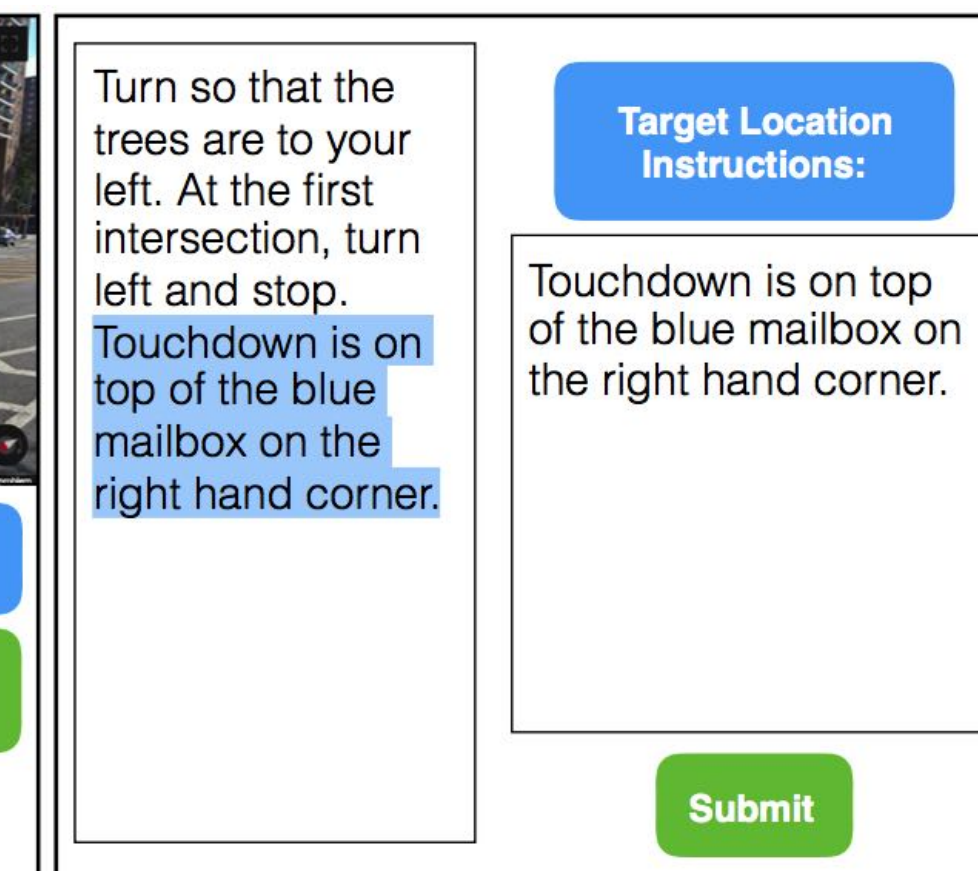 Turn so that the
trees are to your
left. At the first
intersection, turn
left and stop.
Touchdown is on
top of the blue
mailbox on the
right hand corner.
Target Location
Instructions:
Touchdown is on top
of the blue mailbox on
the right hand corner.
Submit